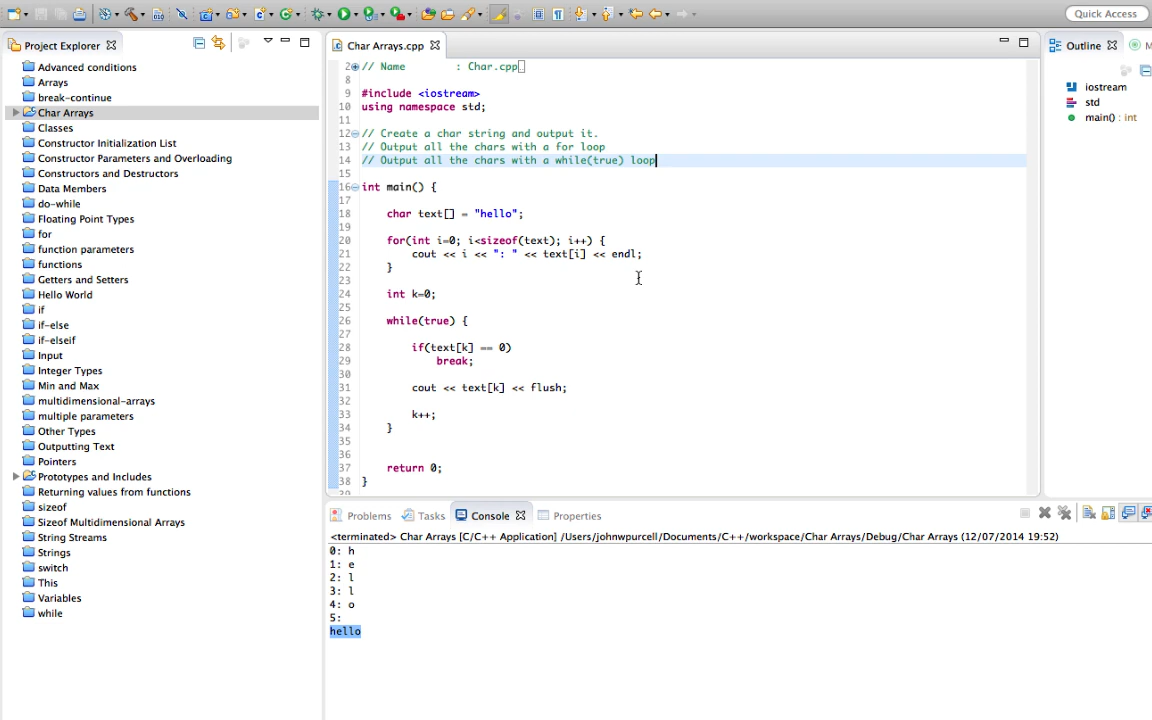 Quick Access
Project Explorer
Advanced conditions
Arrays
break-continue
Char Arrays
Classes
Constructor Initialization List
Constructor Parameters and Overloading
Constructors and Destructors
Data Members
do-while
Floating Point Types
for
function parameters
functions
Getters and Setters
Hello World
if
if-else
if-elseif
Input
Integer Types
Min and Max
multidimensional-arrays
multiple parameters
Other Types
Outputting Text
Pointers
Prototypes and Includes
Returning values from functions
sizeof
Sizeof Multidimensional Arrays
String Streams
Strings
switch
This
Variables
while
Char Arrays.cpp
2 // Name : Char.cpp
8
9 #include <iostream>
10 using namespace std;
11
12 // Create a char string and output it.
13 // Output all the chars with a for loop
14 // Output all the chars with a while(true) loop
15
16 int main() {
17
18 char text[] = "hello";
19
20 for(int i=0; i<sizeof(text); i++) {
21 cout << i << ": " << text[i] << endl;
22 }
23
24 int k=0;
25
26 while(true) {
27
28 if(text[k] == 0)
29 break;
30
31 cout << text[k] << flush;
32
33 k++;
34 }
35
36
37 return 0;
38 }
39
Outline
M
iostream
std
main() : int
Problems
Tasks
Console
Properties
<terminated> Char Arrays [C/C++ Application] /Users/johnwpurcell/Documents/C++/workspace/Char Arrays/Debug/Char Arrays (12/07/2014 19:52)
0: h
1: e
2: l
3: l
4: o
5:
hello